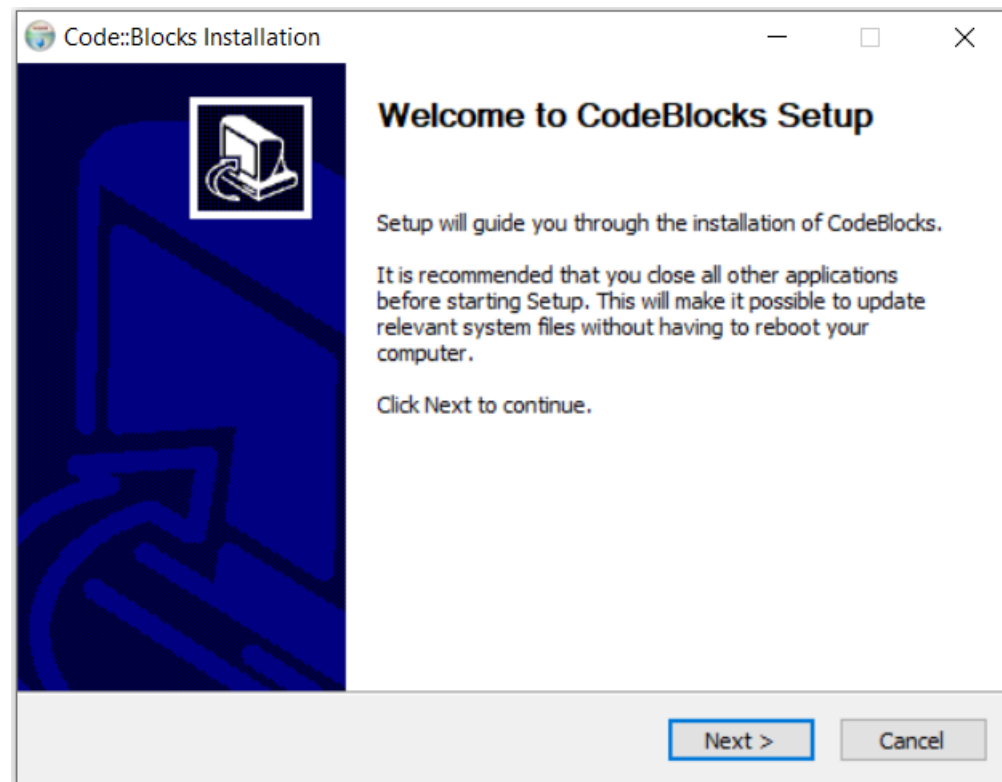 Code::Blocks Installation
Welcome to CodeBlocks Setup
Setup will guide you through the installation of CodeBlocks.
It is recommended that you close all other applications
before starting Setup. This will make it possible to update
relevant system files without having to reboot your
computer.
Click Next to continue.
Next >
Cancel